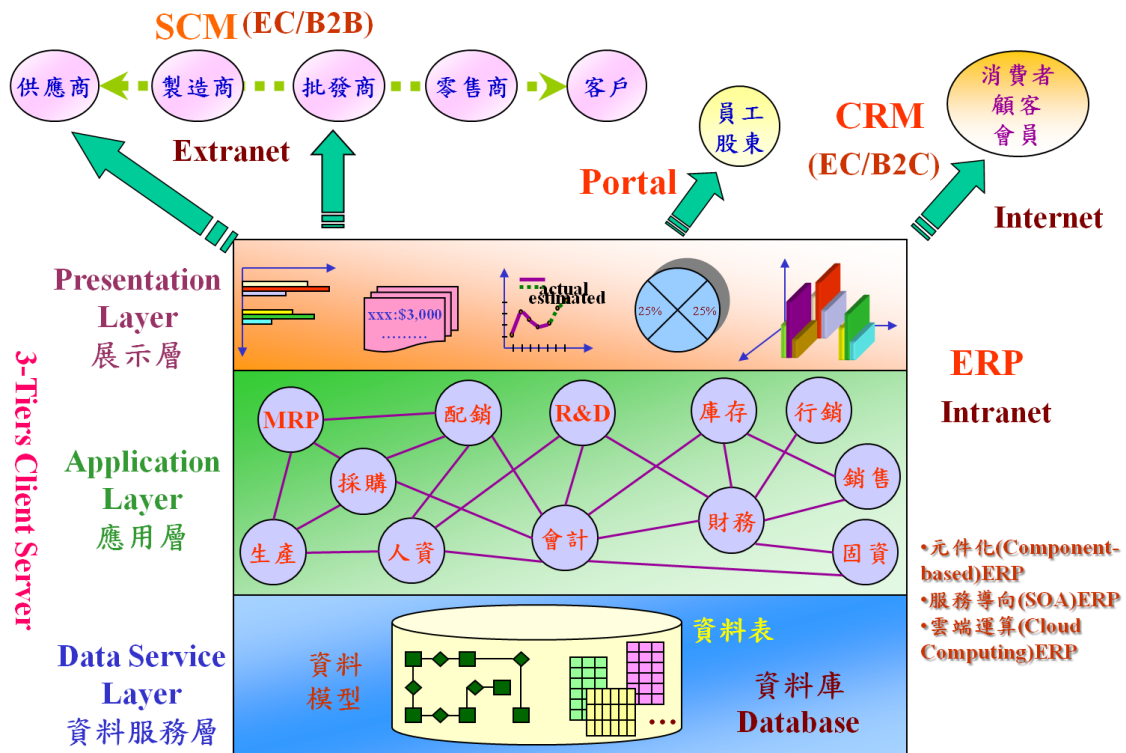 SCM (EC/B2B)
供應商
製造商
批發商
零售商
客戶
Extranet
員工
股東
Portal
CRM
(EC/B2C)
消費者
顧客
會員
Internet
Presentation
Layer
展示層
xxx:$3,000
.........
actual
estimated
25%
25%
ERP
Intranet
3-Tiers Client Server
Application
Layer
應用層
MRP
配銷
R&D
庫存
行銷
採購
銷售
生產
人資
會計
財務
固資
•元件化(Component-
based)ERP
•服務導向(SOA)ERP
•雲端運算(Cloud
Computing)ERP
Data Service
Layer
資料服務層
資料
模型
資料表
...
資料庫
Database